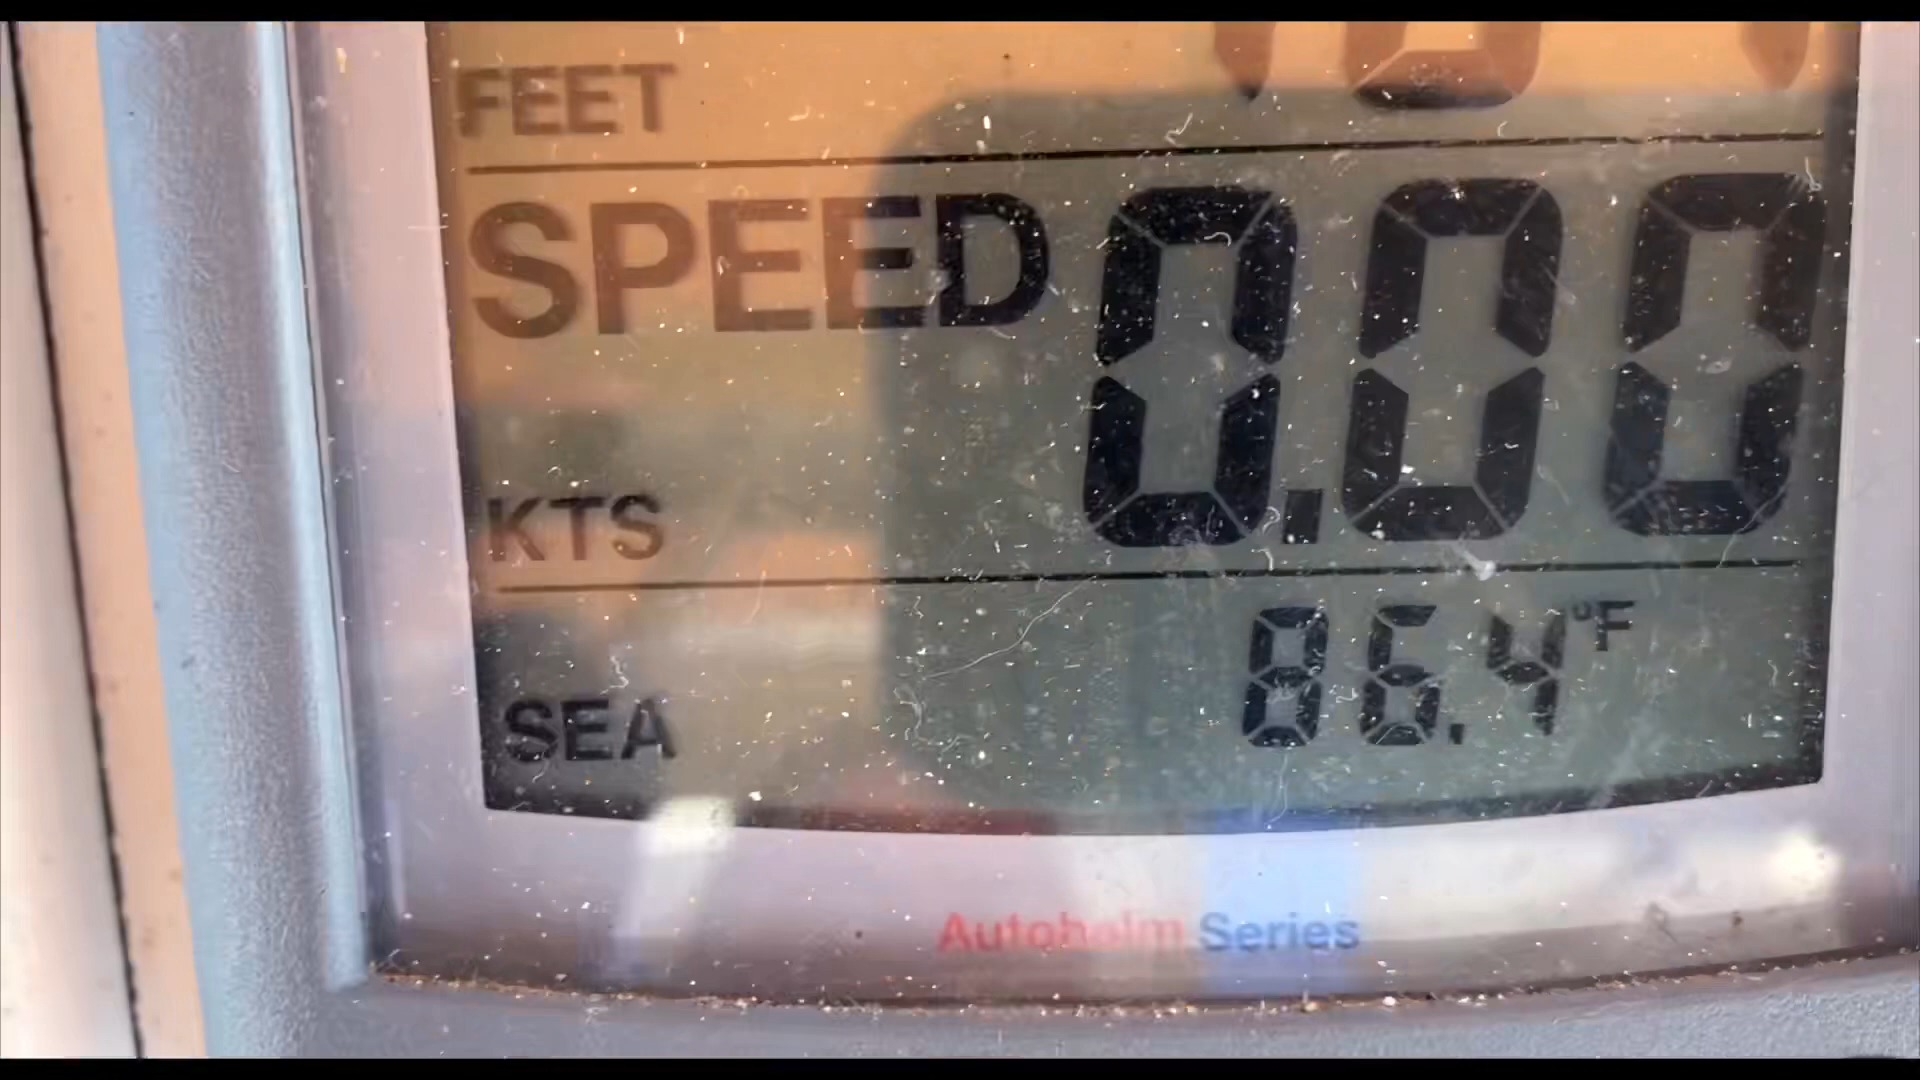 FEET
SPEED 0.00
KTS
SEA 86.4°F
Autohelm Series